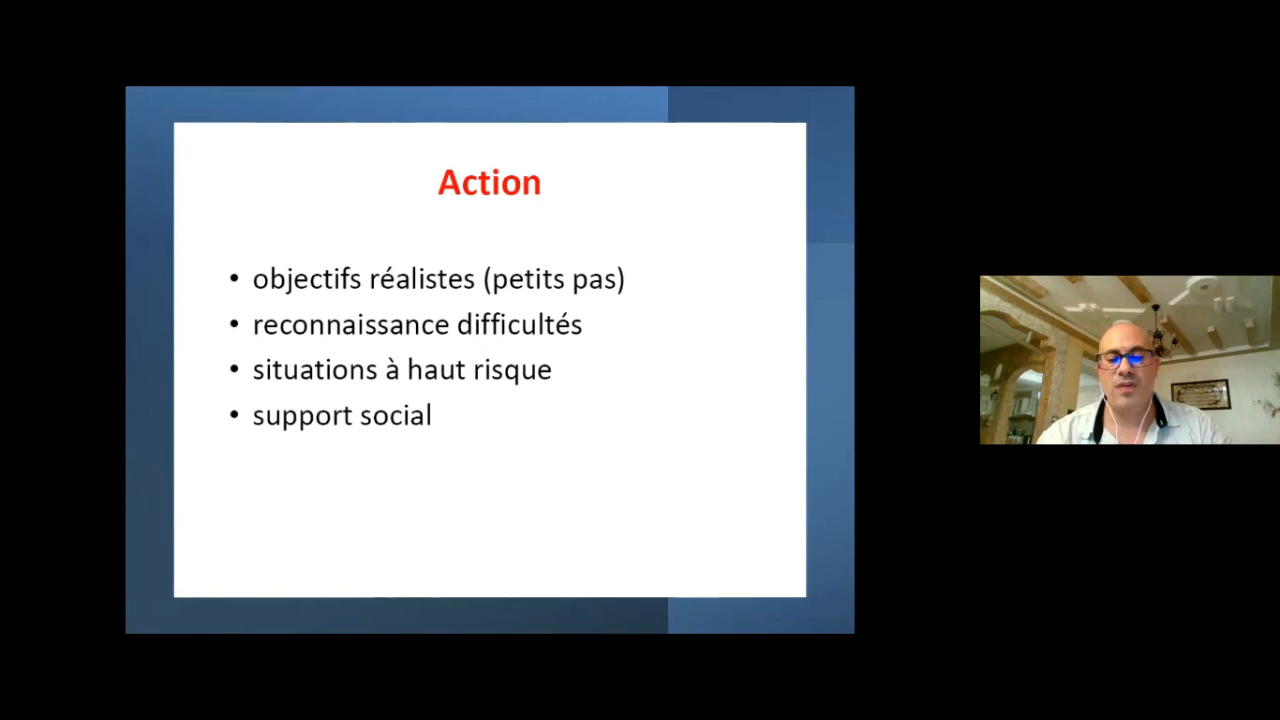 Action
• objectifs réalistes (petits pas)
• reconnaissance difficultés
• situations à haut risque
• support social